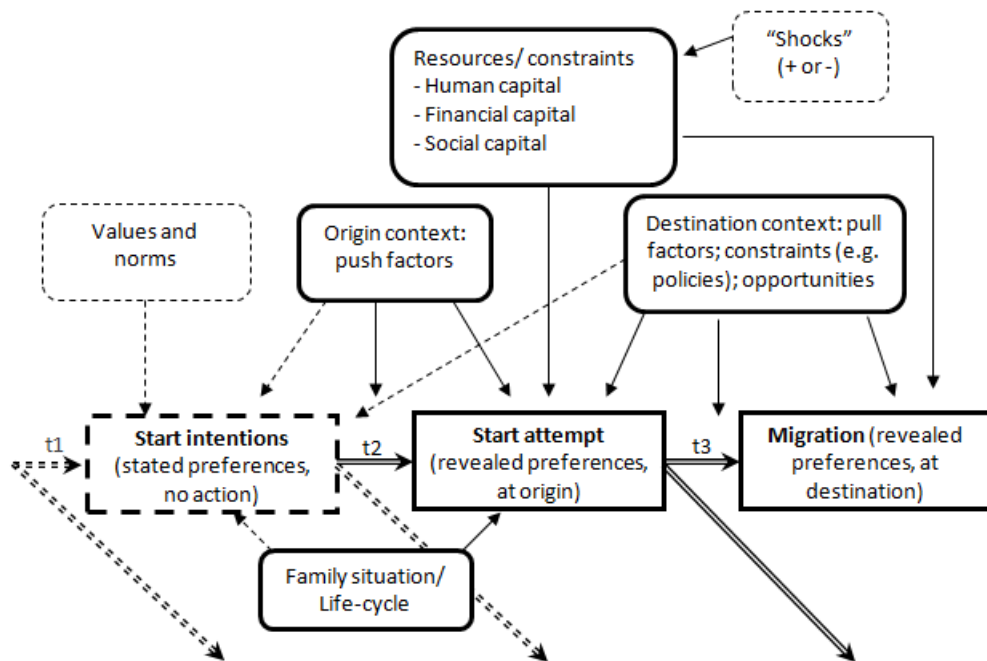 Resources/ constraints
- Human capital
- Financial capital
- Social capital
“Shocks”
(+ or -)
Values and
norms
Origin context:
push factors
Destination context: pull
factors; constraints (e.g.
policies); opportunities
t1
Start intentions
(stated preferences,
no action)
t2
Start attempt
(revealed preferences,
at origin)
t3
Migration (revealed
preferences, at
destination)
Family situation/
Life-cycle